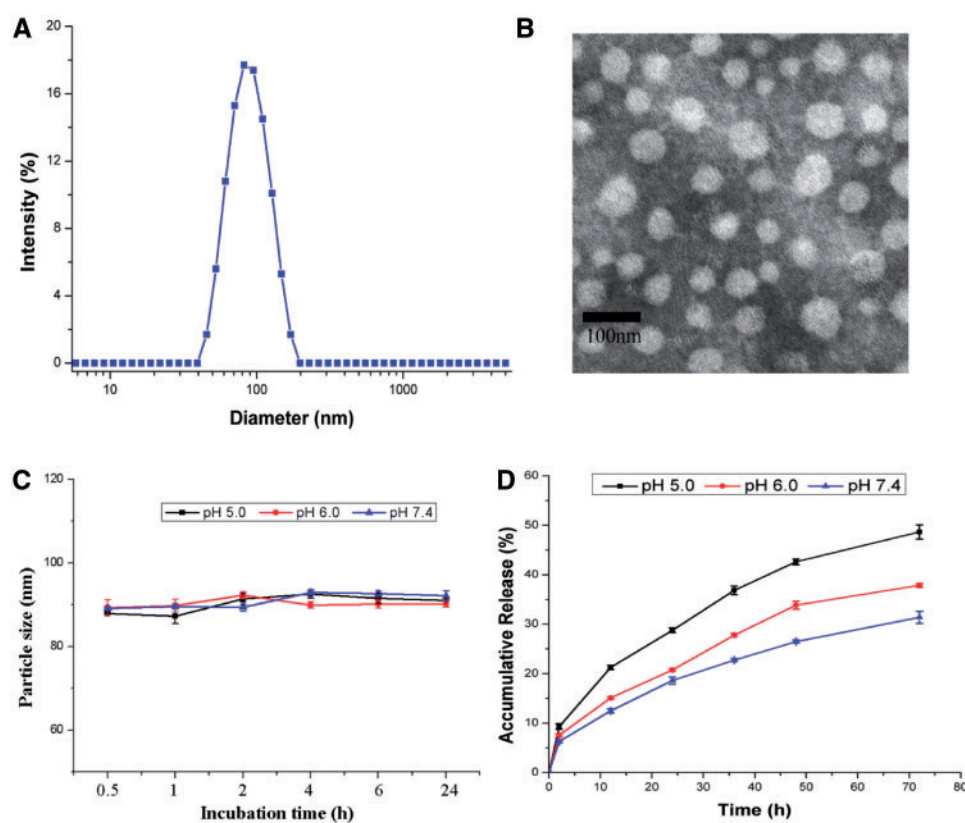 A
20
16
12
8
4
0
Intensity (%)
10 100 1000
Diameter (nm)
B
100nm
C
120
100
80
60
Particle size (nm)
pH 5.0 pH 6.0 pH 7.4
0.5 1 2 4 6 24
Incubation time (h)
D
60
50
40
30
20
10
0
Accumulative Release (%)
pH 5.0 pH 6.0 pH 7.4
0 10 20 30 40 50 60 70 80
Time (h)